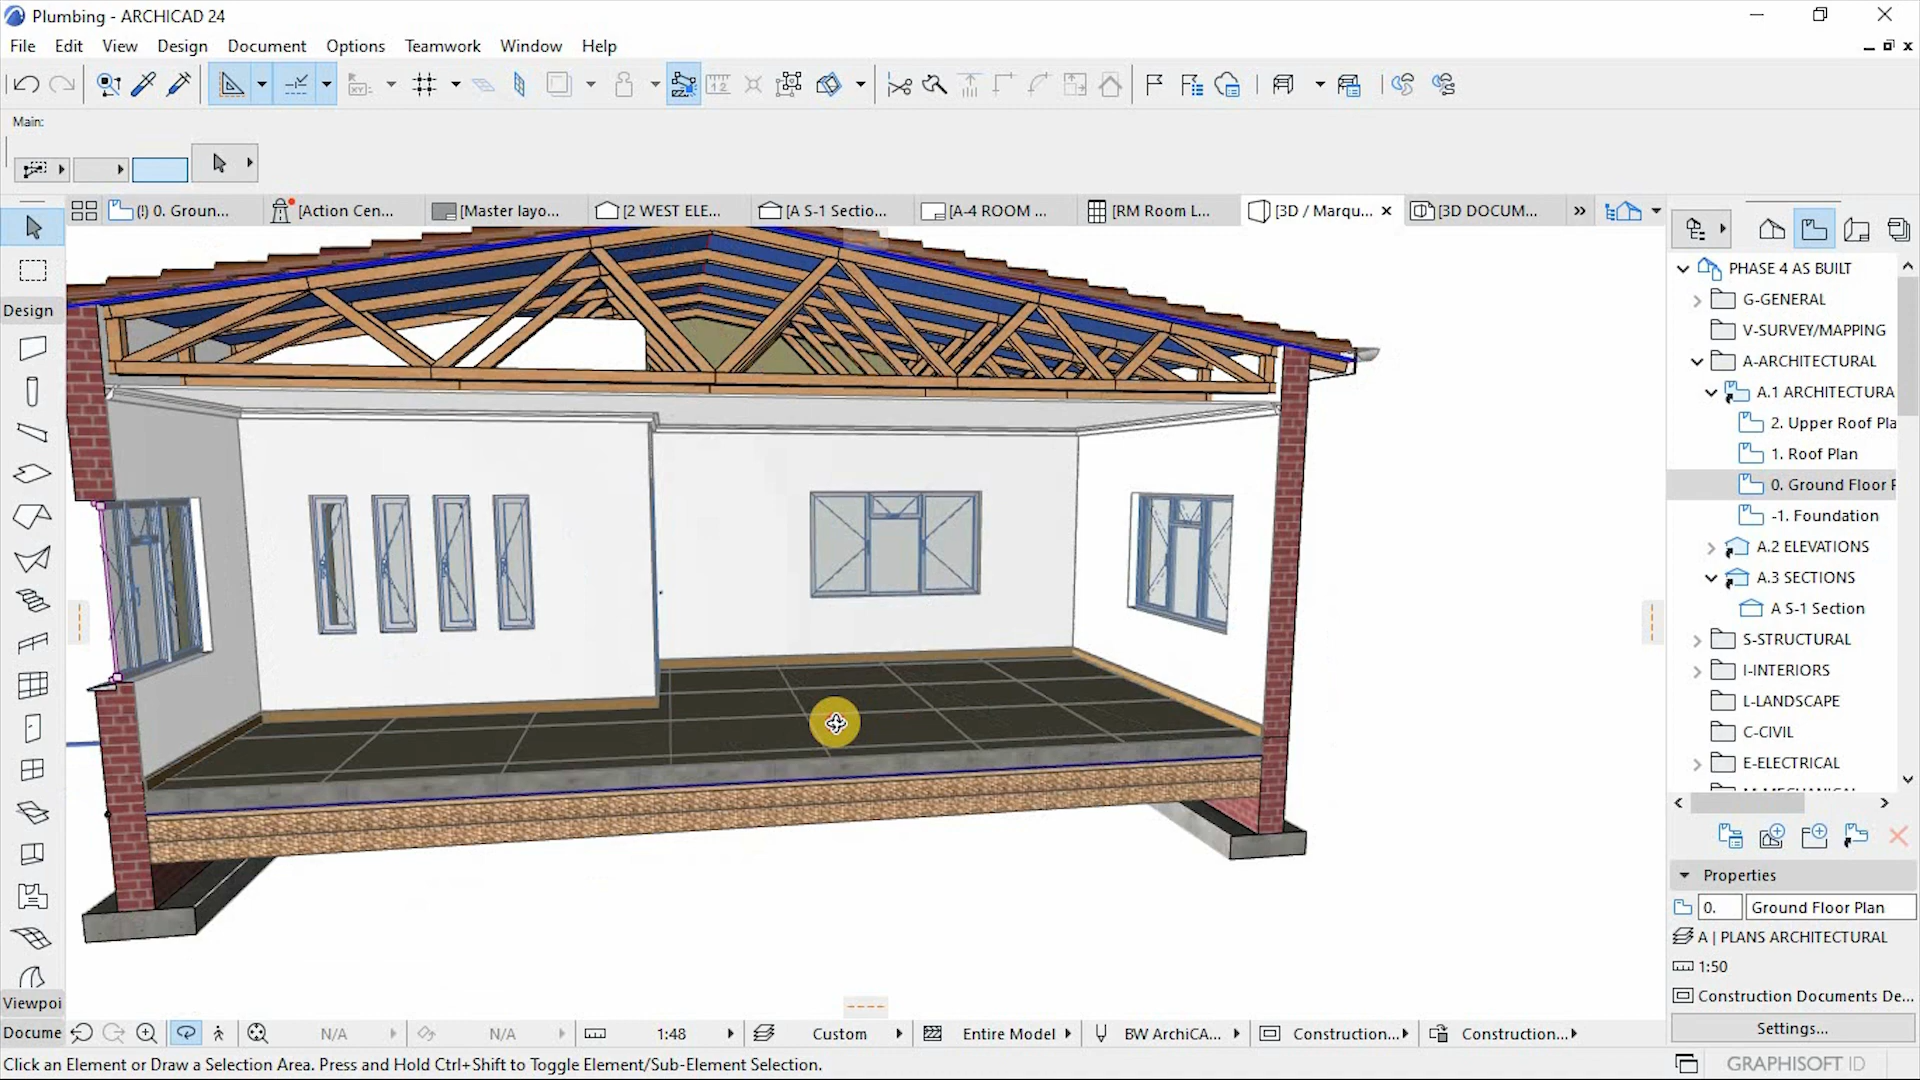 Plumbing - ARCHICAD 24
File Edit View Design Document Options Teamwork Window Help
Main:
(!) 0. Groun...
[Action Cen...
[Master layo...
[2 WEST ELE...
[A S-1 Sectio...
[A-4 ROOM ...
[RM Room L...
[3D / Marqu...
[3D DOCUM...
Design
PHASE 4 AS BUILT
G-GENERAL
V-SURVEY/MAPPING
A-ARCHITECTURAL
A.1 ARCHITECTURA
2. Upper Roof Pla
1. Roof Plan
0. Ground Floor P
-1. Foundation
A.2 ELEVATIONS
A.3 SECTIONS
A S-1 Section
S-STRUCTURAL
I-INTERIORS
L-LANDSCAPE
C-CIVIL
E-ELECTRICAL
Properties
0. Ground Floor Plan
A | PLANS ARCHITECTURAL
1:50
Construction Documents De...
Settings...
Viewpoi
Docume
N/A
N/A
1:48
Custom
Entire Model
BW ArchiCA...
Construction...
Construction...
Click an Element or Draw a Selection Area. Press and Hold Ctrl+Shift to Toggle Element/Sub-Element Selection.
GRAPHISOFT ID